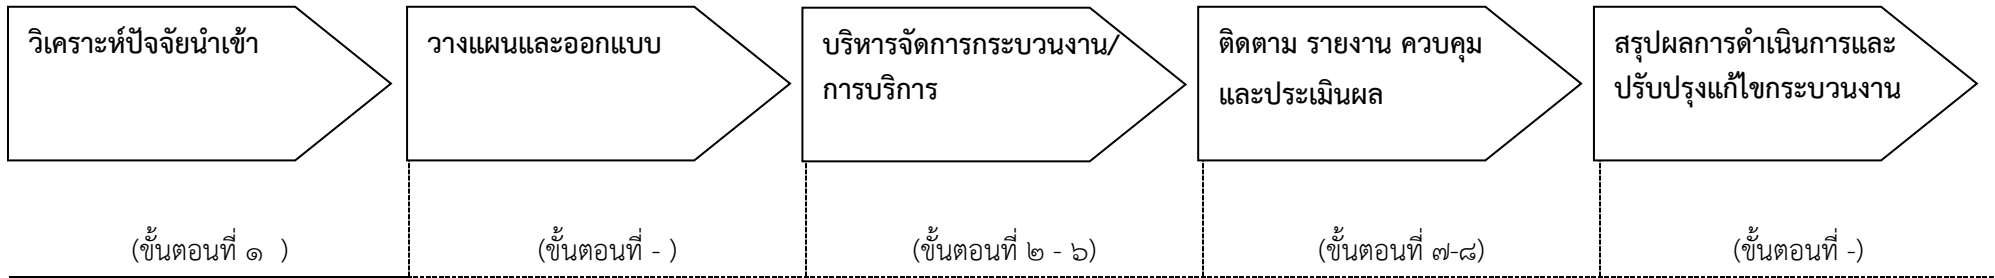 วิเคราะห์ปัจจัยนำเข้า
วางแผนและออกแบบ
บริหารจัดการกระบวนงาน/
การบริการ
ติดตาม รายงาน ควบคุม
และประเมินผล
สรุปผลการดำเนินการและ
ปรับปรุงแก้ไขกระบวนงาน
(ขั้นตอนที่ ๑ )
(ขั้นตอนที่ - )
(ขั้นตอนที่ ๒ - ๖)
(ขั้นตอนที่ ๗-๘)
(ขั้นตอนที่ -)